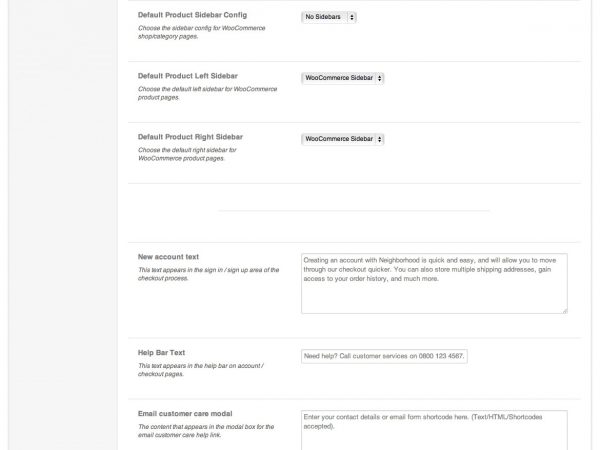 Default Product Sidebar Config
No Sidebars
Choose the sidebar config for WooCommerce
shop/category pages.
Default Product Left Sidebar
WooCommerce Sidebar
Choose the default left sidebar for WooCommerce
product pages.
Default Product Right Sidebar
WooCommerce Sidebar
Choose the default right sidebar for
WooCommerce product pages.
New account text
This text appears in the sign in / sign up area of the
checkout process.
Creating an account with Neighborhood is quick and easy, and will allow you to move
through our checkout quicker. You can also store multiple shipping addresses, gain
access to your order history, and much more.
Help Bar Text
This text appears in the help bar on account /
checkout pages.
Need help? Call customer services on 0800 123 4567.
Email customer care modal
The content that appears in the modal box for the
email customer care help link.
Enter your contact details or email form shortcode here. (Text/HTML/Shortcodes
accepted).